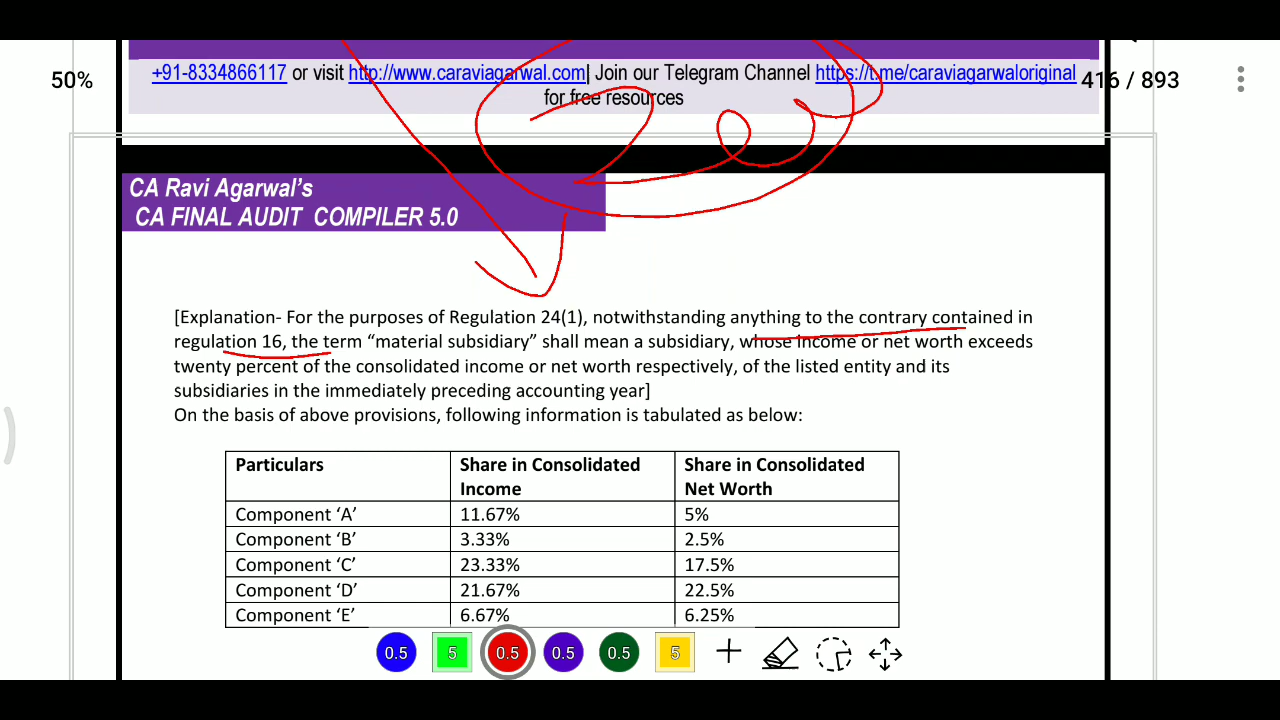 50%
+91-8334866117 or visit http://www.caraviagarwal.com| Join our Telegram Channel https://t.me/caraviagarwaloriginal
416 / 893
for free resources
CA Ravi Agarwal’s
CA FINAL AUDIT COMPILER 5.0
[Explanation- For the purposes of Regulation 24(1), notwithstanding anything to the contrary contained in
regulation 16, the term “material subsidiary” shall mean a subsidiary, whose income or net worth exceeds
twenty percent of the consolidated income or net worth respectively, of the listed entity and its
subsidiaries in the immediately preceding accounting year]
On the basis of above provisions, following information is tabulated as below:
Particulars Share in Consolidated Income Share in Consolidated Net Worth
Component ‘A’ 11.67% 5%
Component ‘B’ 3.33% 2.5%
Component ‘C’ 23.33% 17.5%
Component ‘D’ 21.67% 22.5%
Component ‘E’ 6.67% 6.25%
0.5 5 0.5 0.5 0.5 5